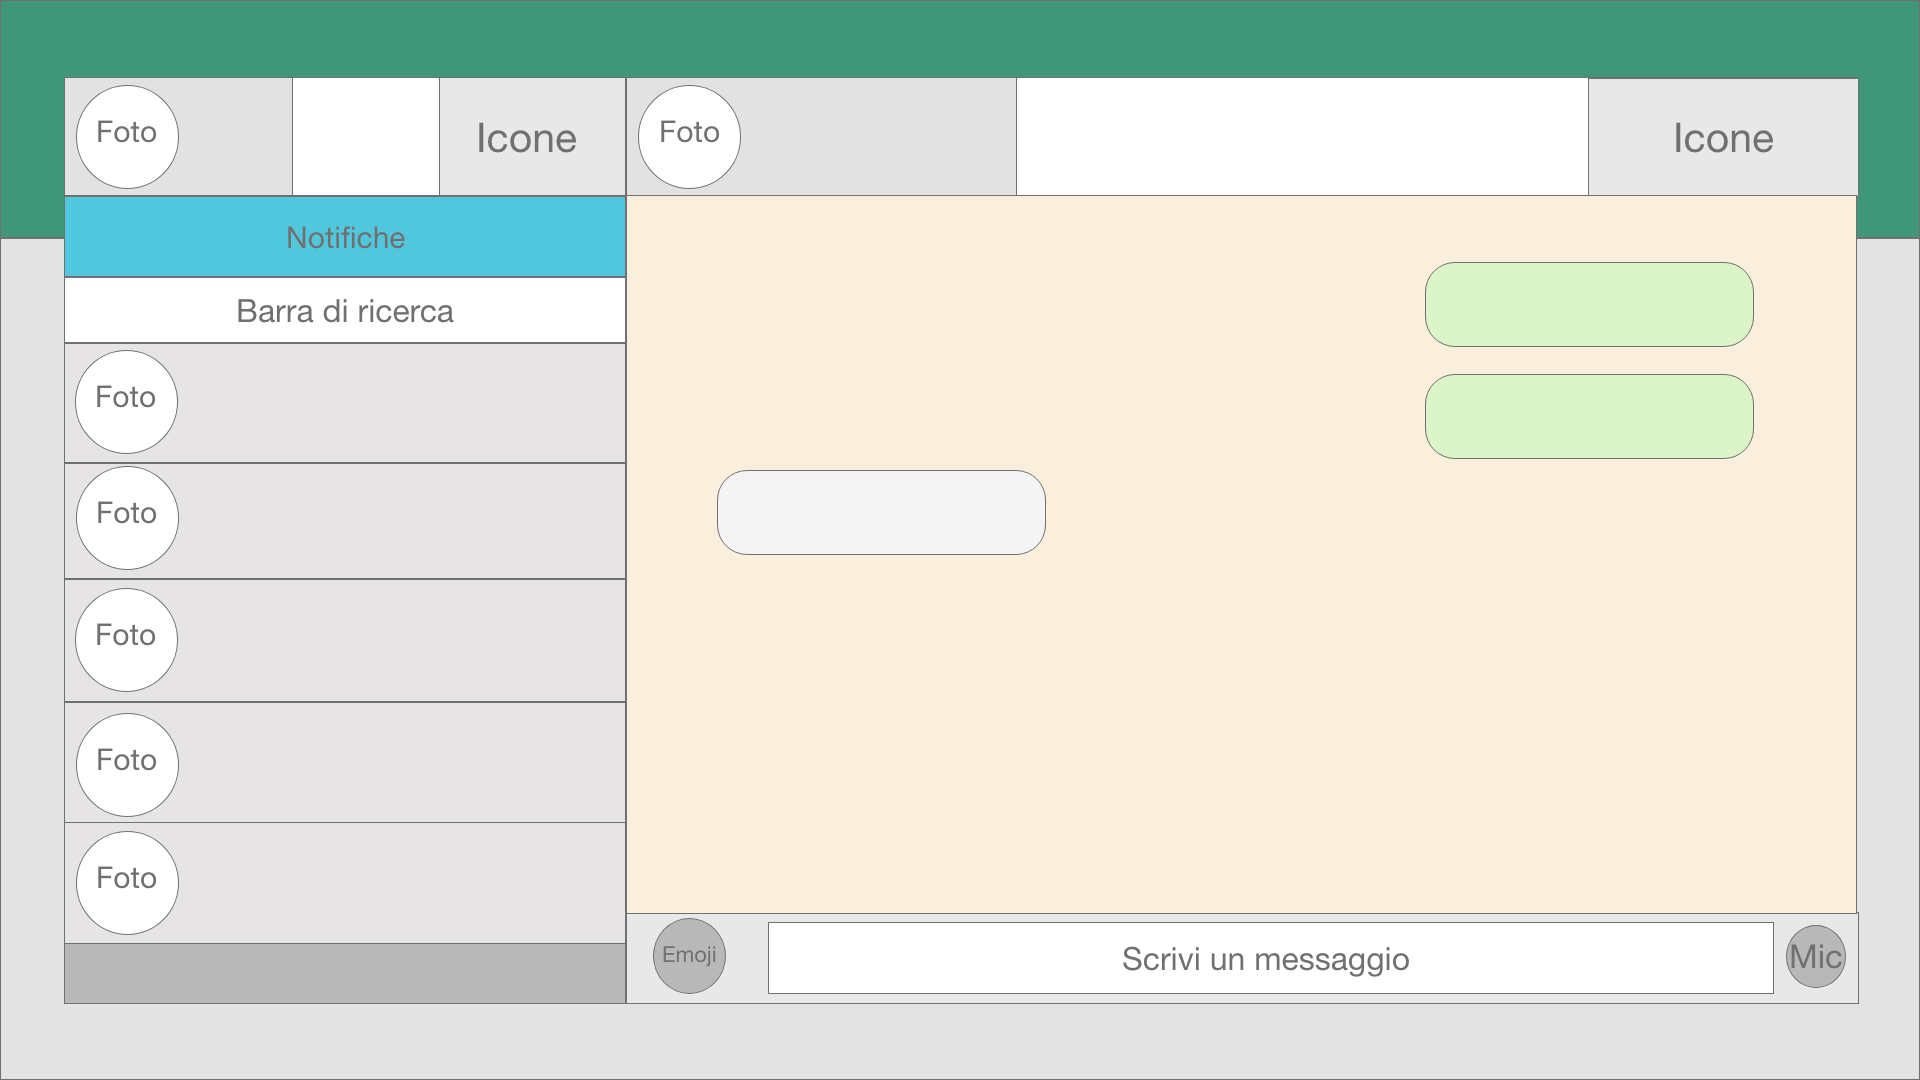 Foto
Icone
Foto
Icone
Notifiche
Barra di ricerca
Foto
Foto
Foto
Foto
Foto
Emoji
Scrivi un messaggio
Mic